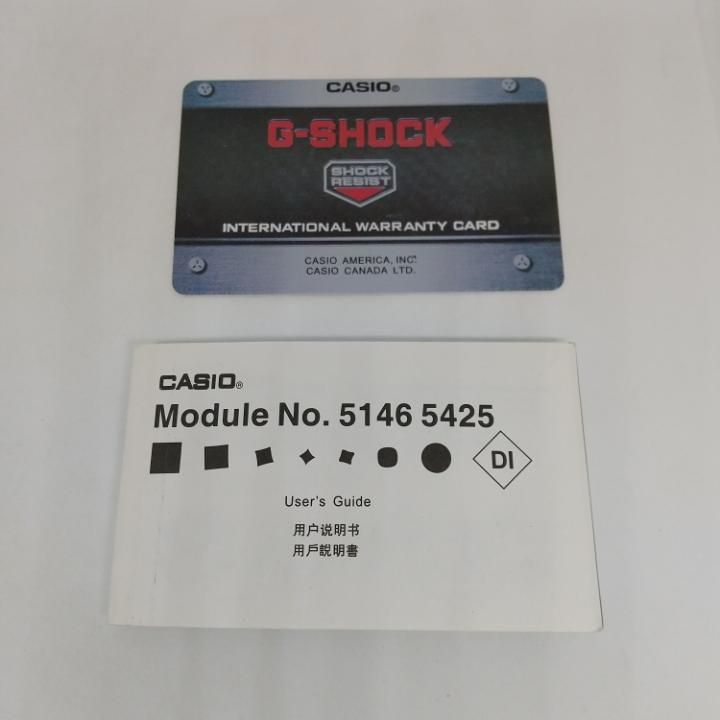 CASIO®
G-SHOCK
SHOCK
RESIST
INTERNATIONAL WARRANTY CARD
CASIO AMERICA, INC.
CASIO CANADA LTD.
CASIO®
Module No. 5146 5425
DI
User's Guide
用户说明书
用戶說明書